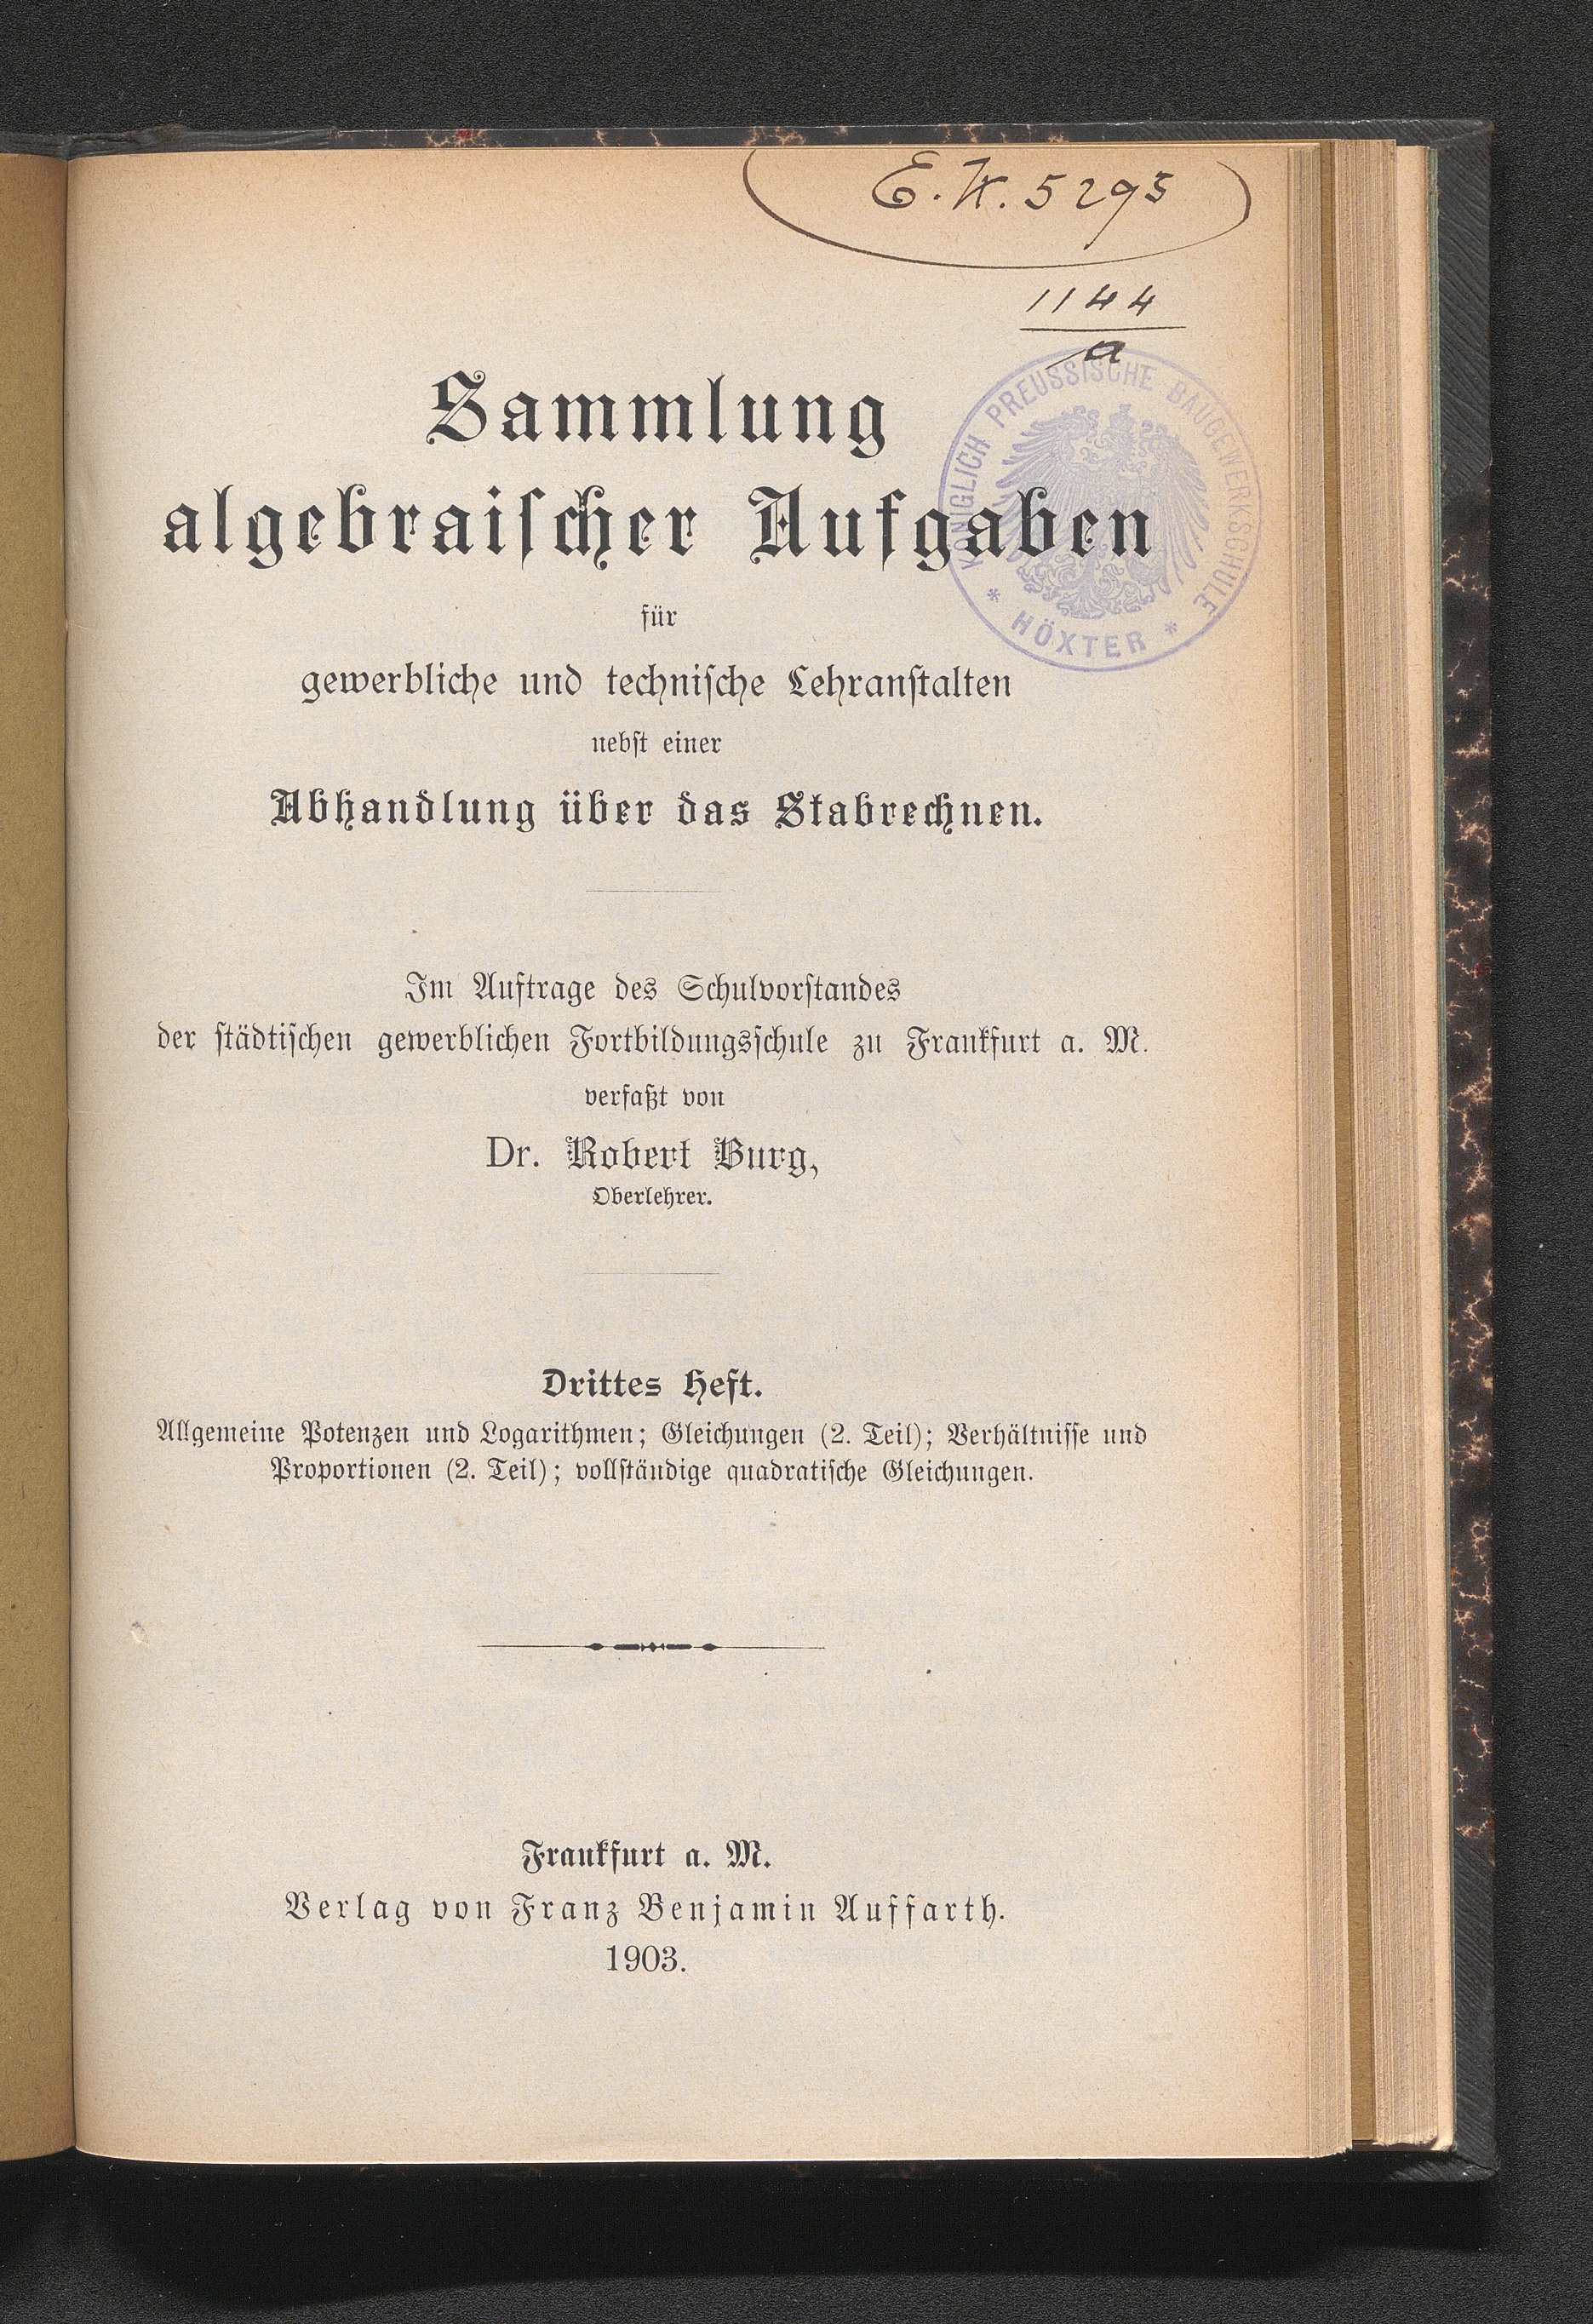 E. K. 5293
1144
a
KÖNIGLICH PREUSSISCHE BAUGEWERKSCHULE
* HÖXTER *
Sammlung
algebraiſcher Aufgaben
für
gewerbliche und techniſche Lehranſtalten
nebſt einer
Abhandlung über das Stabrechnen.
Im Auftrage des Schulvorſtandes
der ſtädtiſchen gewerblichen Fortbildungsſchule zu Frankfurt a. M.
verfaßt von
Dr. Robert Burg,
Oberlehrer.
Drittes Heft.
Allgemeine Potenzen und Logarithmen; Gleichungen (2. Teil); Verhältniſſe und
Proportionen (2. Teil); vollſtändige quadratiſche Gleichungen.
Frankfurt a. M.
Verlag von Franz Benjamin Auffarth.
1903.